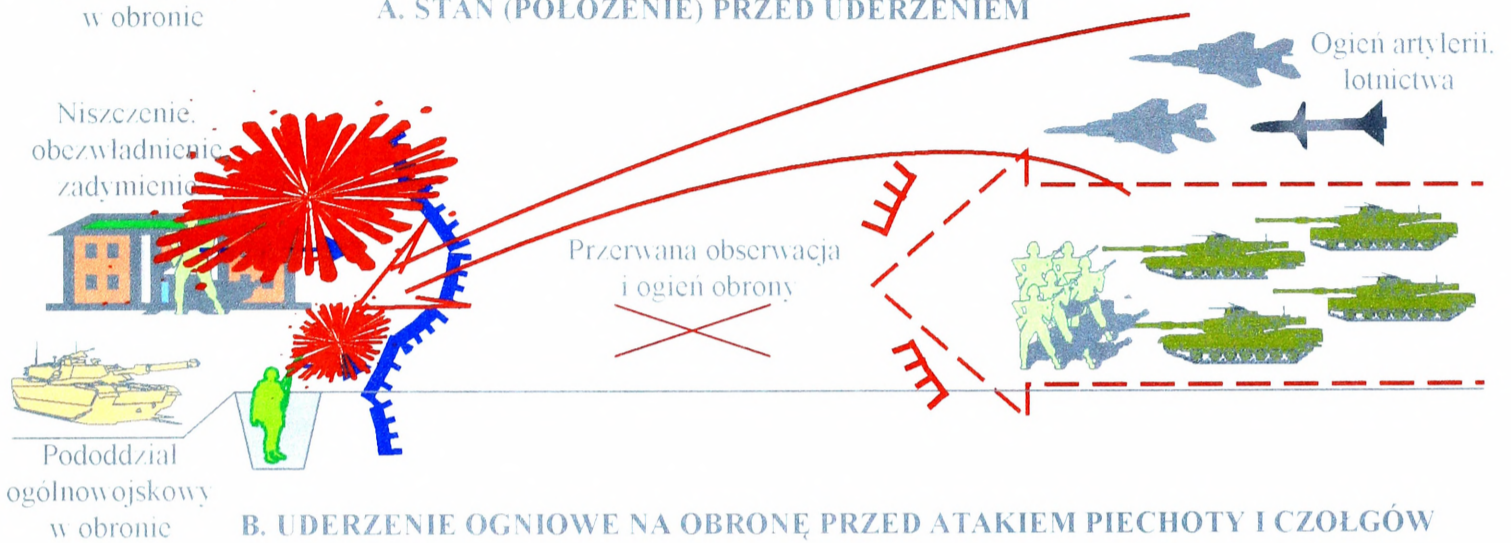 w obronie
A. STAN (POŁOŻENIE) PRZED UDERZENIEM
Ogień artylerii.
lotnictwa
Niszczenie.
obezwładnienie.
zadymienie
Przerwana obserwacja
i ogień obrony
Pododdział
ogólnowojskowy
w obronie
B. UDERZENIE OGNIOWE NA OBRONĘ PRZED ATAKIEM PIECHOTY I CZOŁGÓW